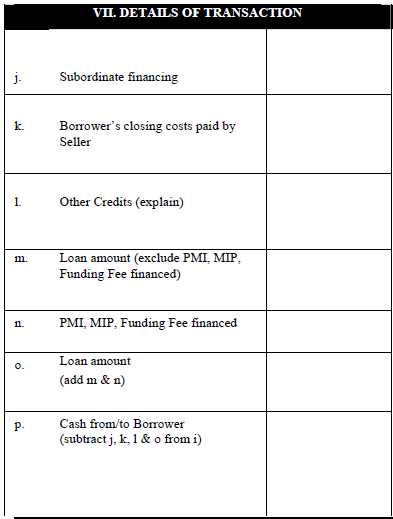 VII. DETAILS OF TRANSACTION
j. Subordinate financing
k. Borrower's closing costs paid by
Seller
l. Other Credits (explain)
m. Loan amount (exclude PMI, MIP,
Funding Fee financed)
n. PMI, MIP, Funding Fee financed
o. Loan amount
(add m & n)
p. Cash from/to Borrower
(subtract j, k, l & o from i)